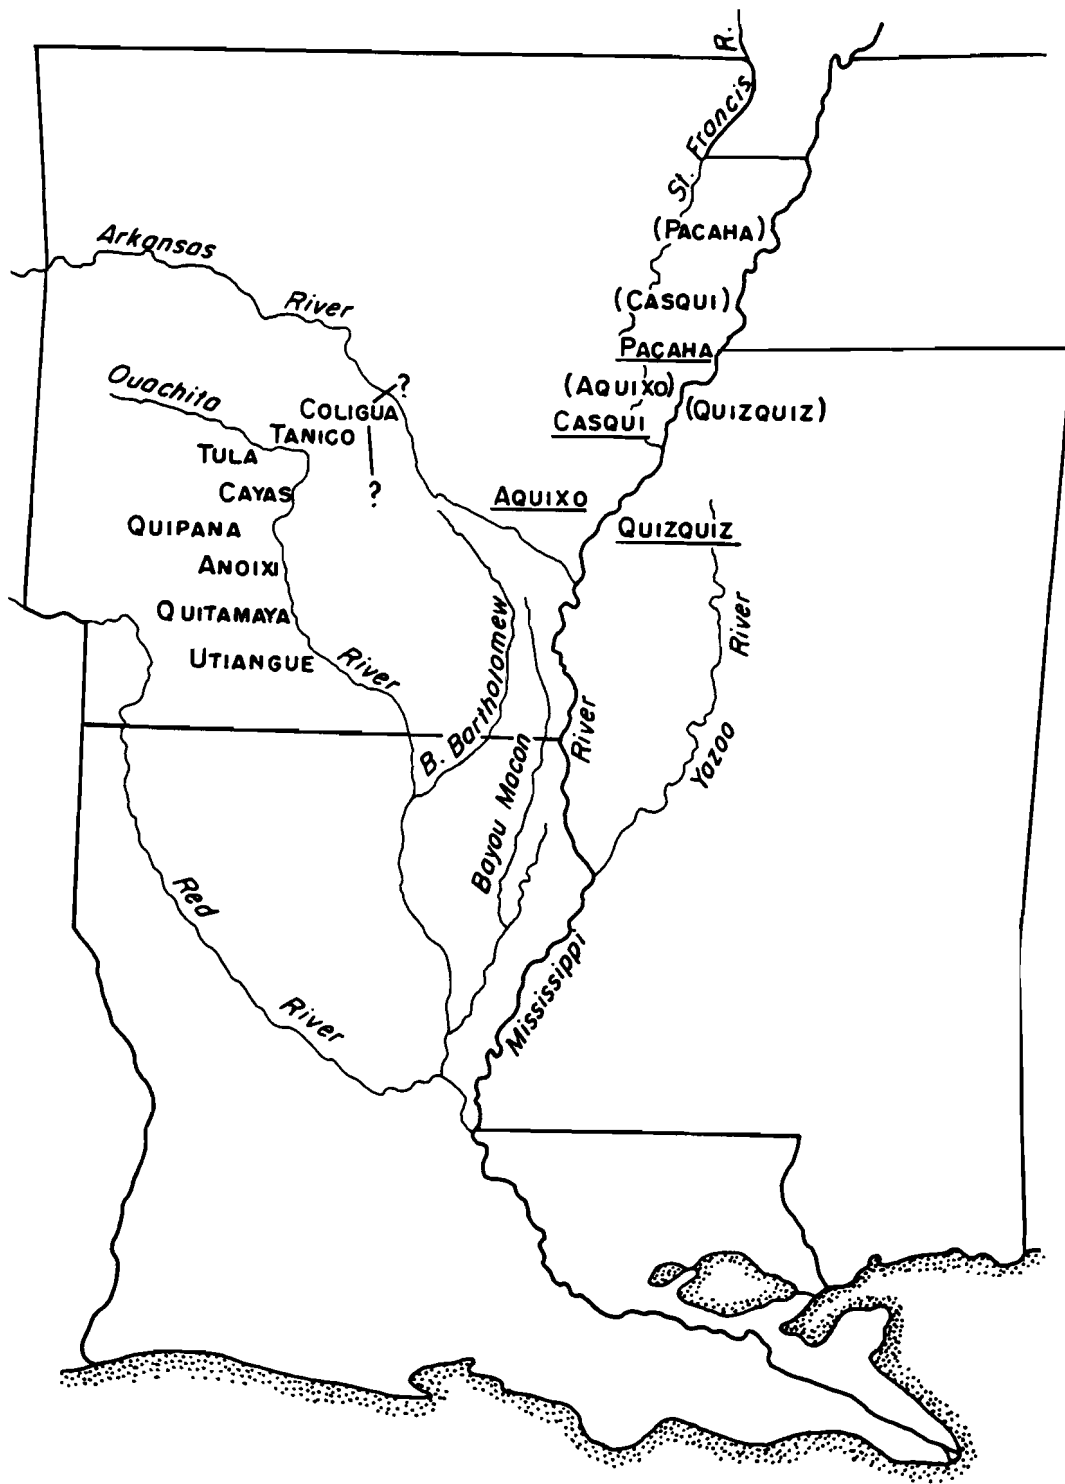 St. Francis R.
(PACAHA)
Arkansas River
(CASQUI)
PACAHA
Ouachita River
?
(AQUIXO)
(QUIZQUIZ)
COLIGUA
CASQUI
TANICO
TULA
CAYAS
?
AQUIXO
QUIPANA
QUIZQUIZ
ANOIXI
QUITAMAYA
UTIANGUE
B. Bartholomew
Yazoo River
Bayou Macon
Mississippi River
Red River